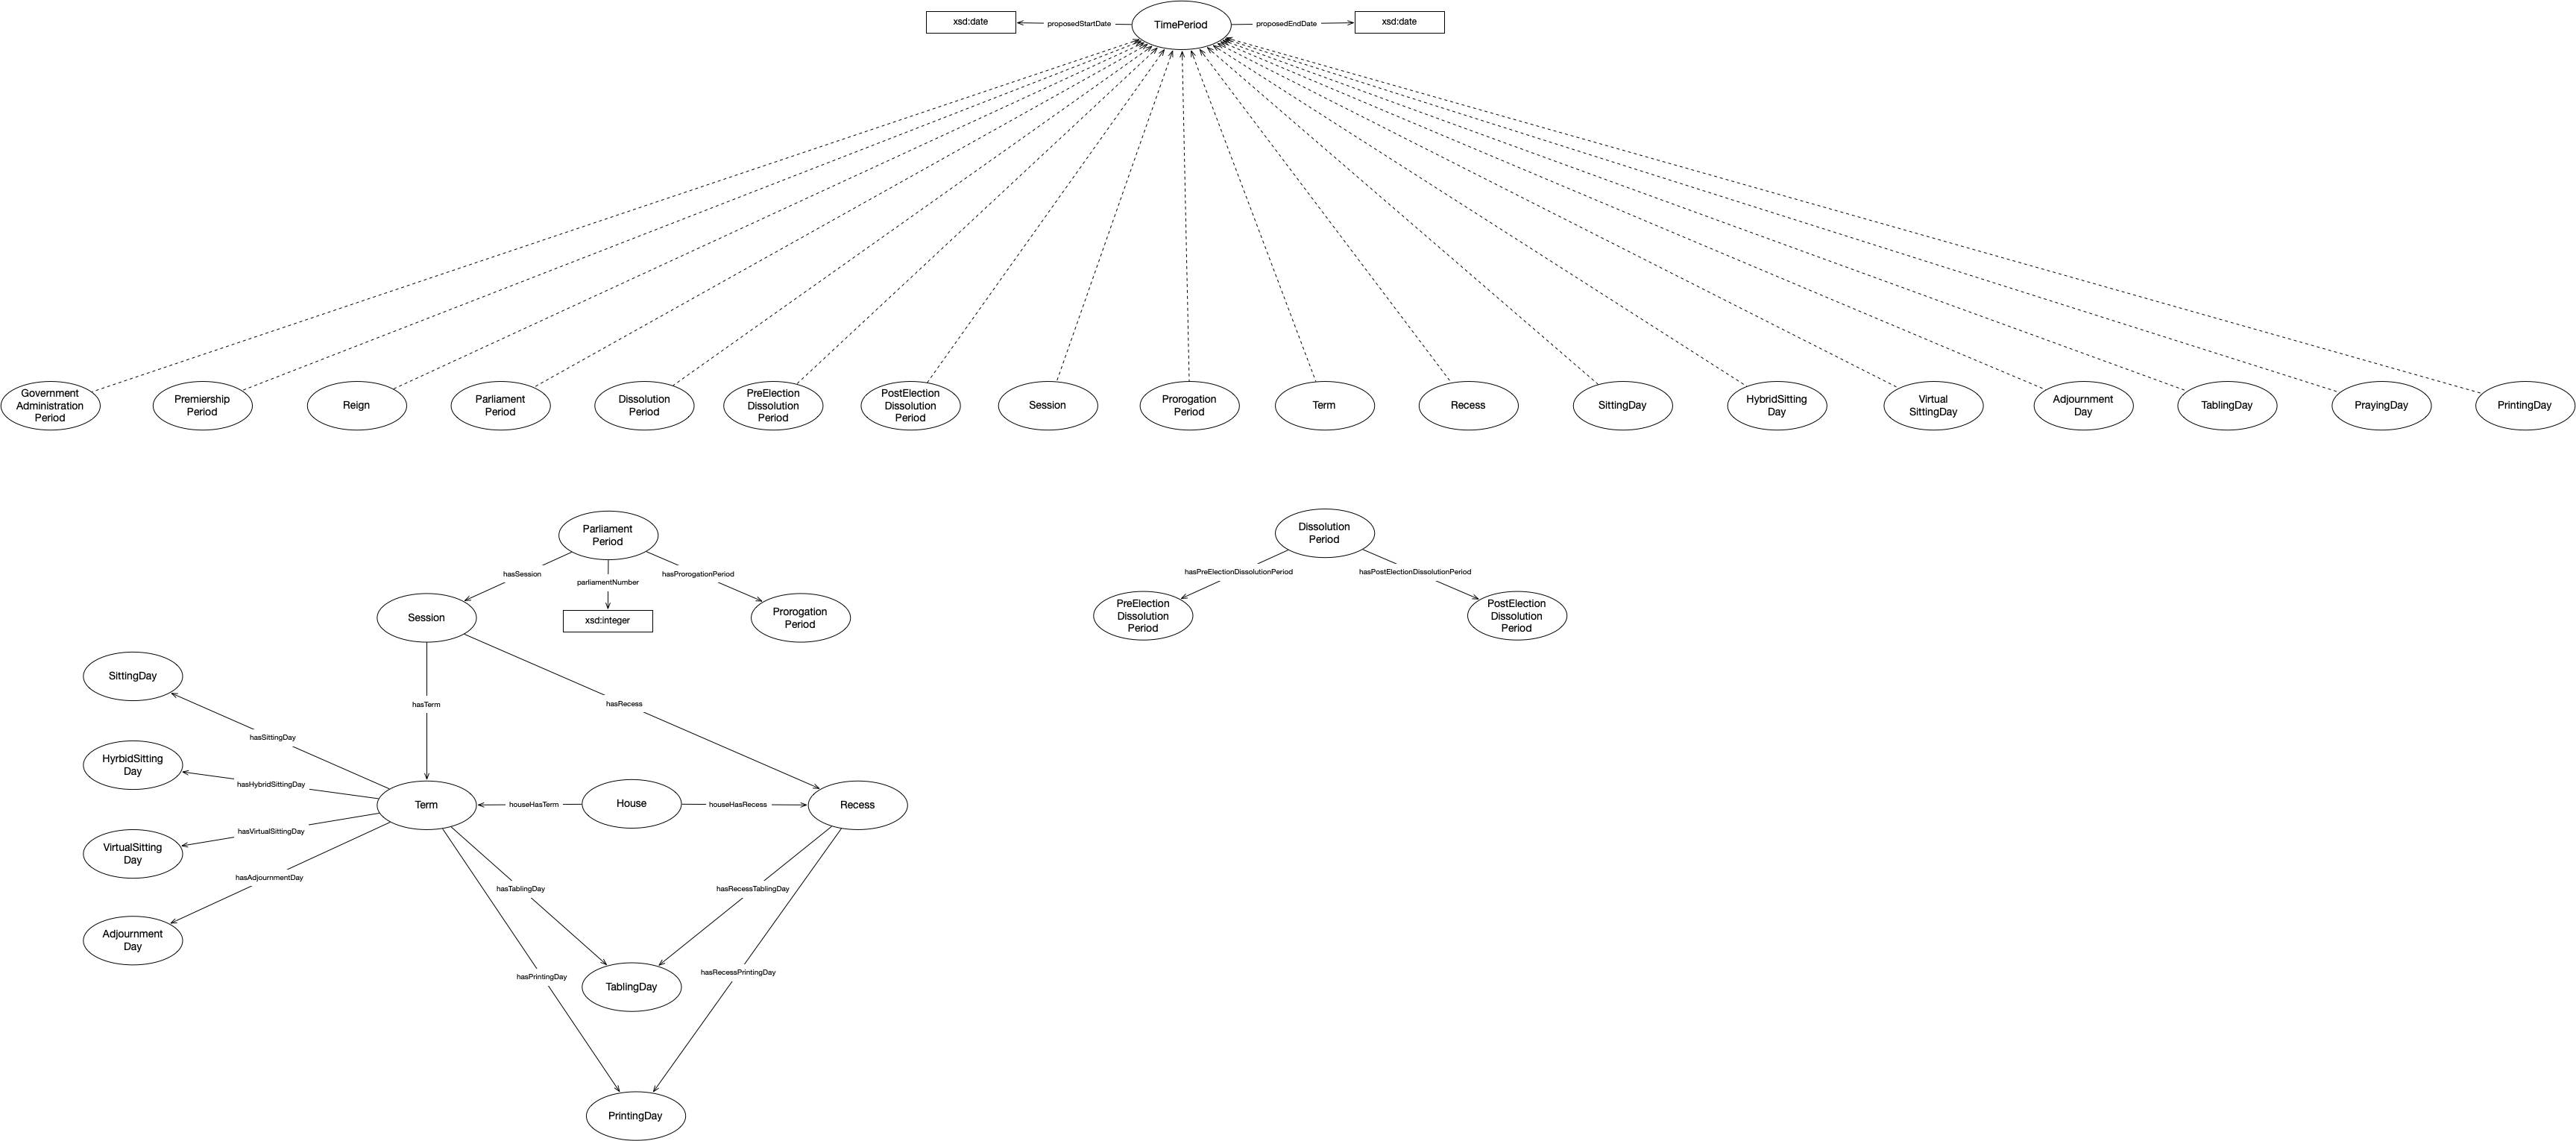 xsd:date
proposedStartDate
TimePeriod
proposedEndDate
xsd:date
Government
Administration
Period
Premiership
Period
Reign
Parliament
Period
Dissolution
Period
PreElection
Dissolution
Period
PostElection
Dissolution
Period
Session
Prorogation
Period
Term
Recess
SittingDay
HybridSitting
Day
Virtual
SittingDay
Adjournment
Day
TablingDay
PrayingDay
PrintingDay
Parliament
Period
Dissolution
Period
hasSession
parliamentNumber
hasProrogationPeriod
hasPreElectionDissolutionPeriod
hasPostElectionDissolutionPeriod
Session
xsd:integer
Prorogation
Period
PreElection
Dissolution
Period
PostElection
Dissolution
Period
SittingDay
hasTerm
hasRecess
hasSittingDay
HyrbidSitting
Day
hasHybridSittingDay
Term
houseHasTerm
House
houseHasRecess
Recess
hasVirtualSittingDay
VirtualSitting
Day
hasAdjournmentDay
hasTablingDay
hasRecessTablingDay
Adjournment
Day
hasPrintingDay
hasRecessPrintingDay
TablingDay
PrintingDay